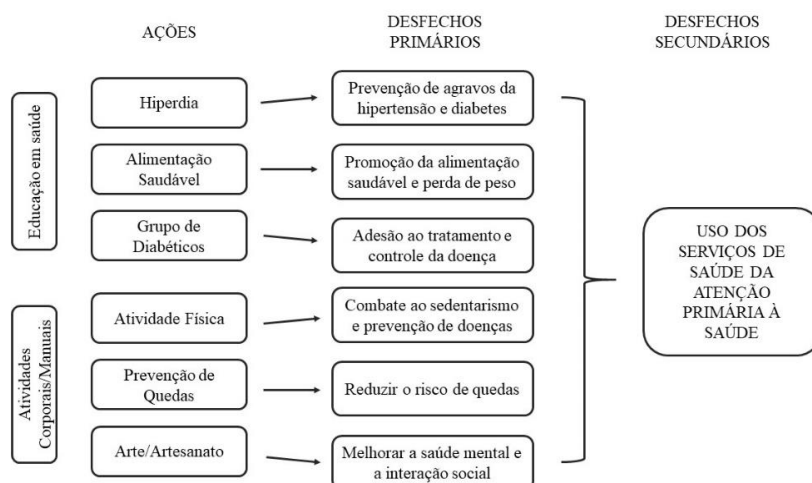 AÇÕES
DESFECHOS
PRIMÁRIOS
DESFECHOS
SECUNDÁRIOS
Educação em saúde
Hiperdia
Prevenção de agravos da
hipertensão e diabetes
Alimentação
Saudável
Promoção da alimentação
saudável e perda de peso
Grupo de
Diabéticos
Adesão ao tratamento e
controle da doença
Atividades
Corporais/Manuais
Atividade Física
Combate ao sedentarismo
e prevenção de doenças
Prevenção de
Quedas
Reduzir o risco de quedas
Arte/Artesanato
Melhorar a saúde mental e
a interação social
USO DOS
SERVIÇOS DE
SAÚDE DA
ATENÇÃO
PRIMÁRIA À
SAÚDE